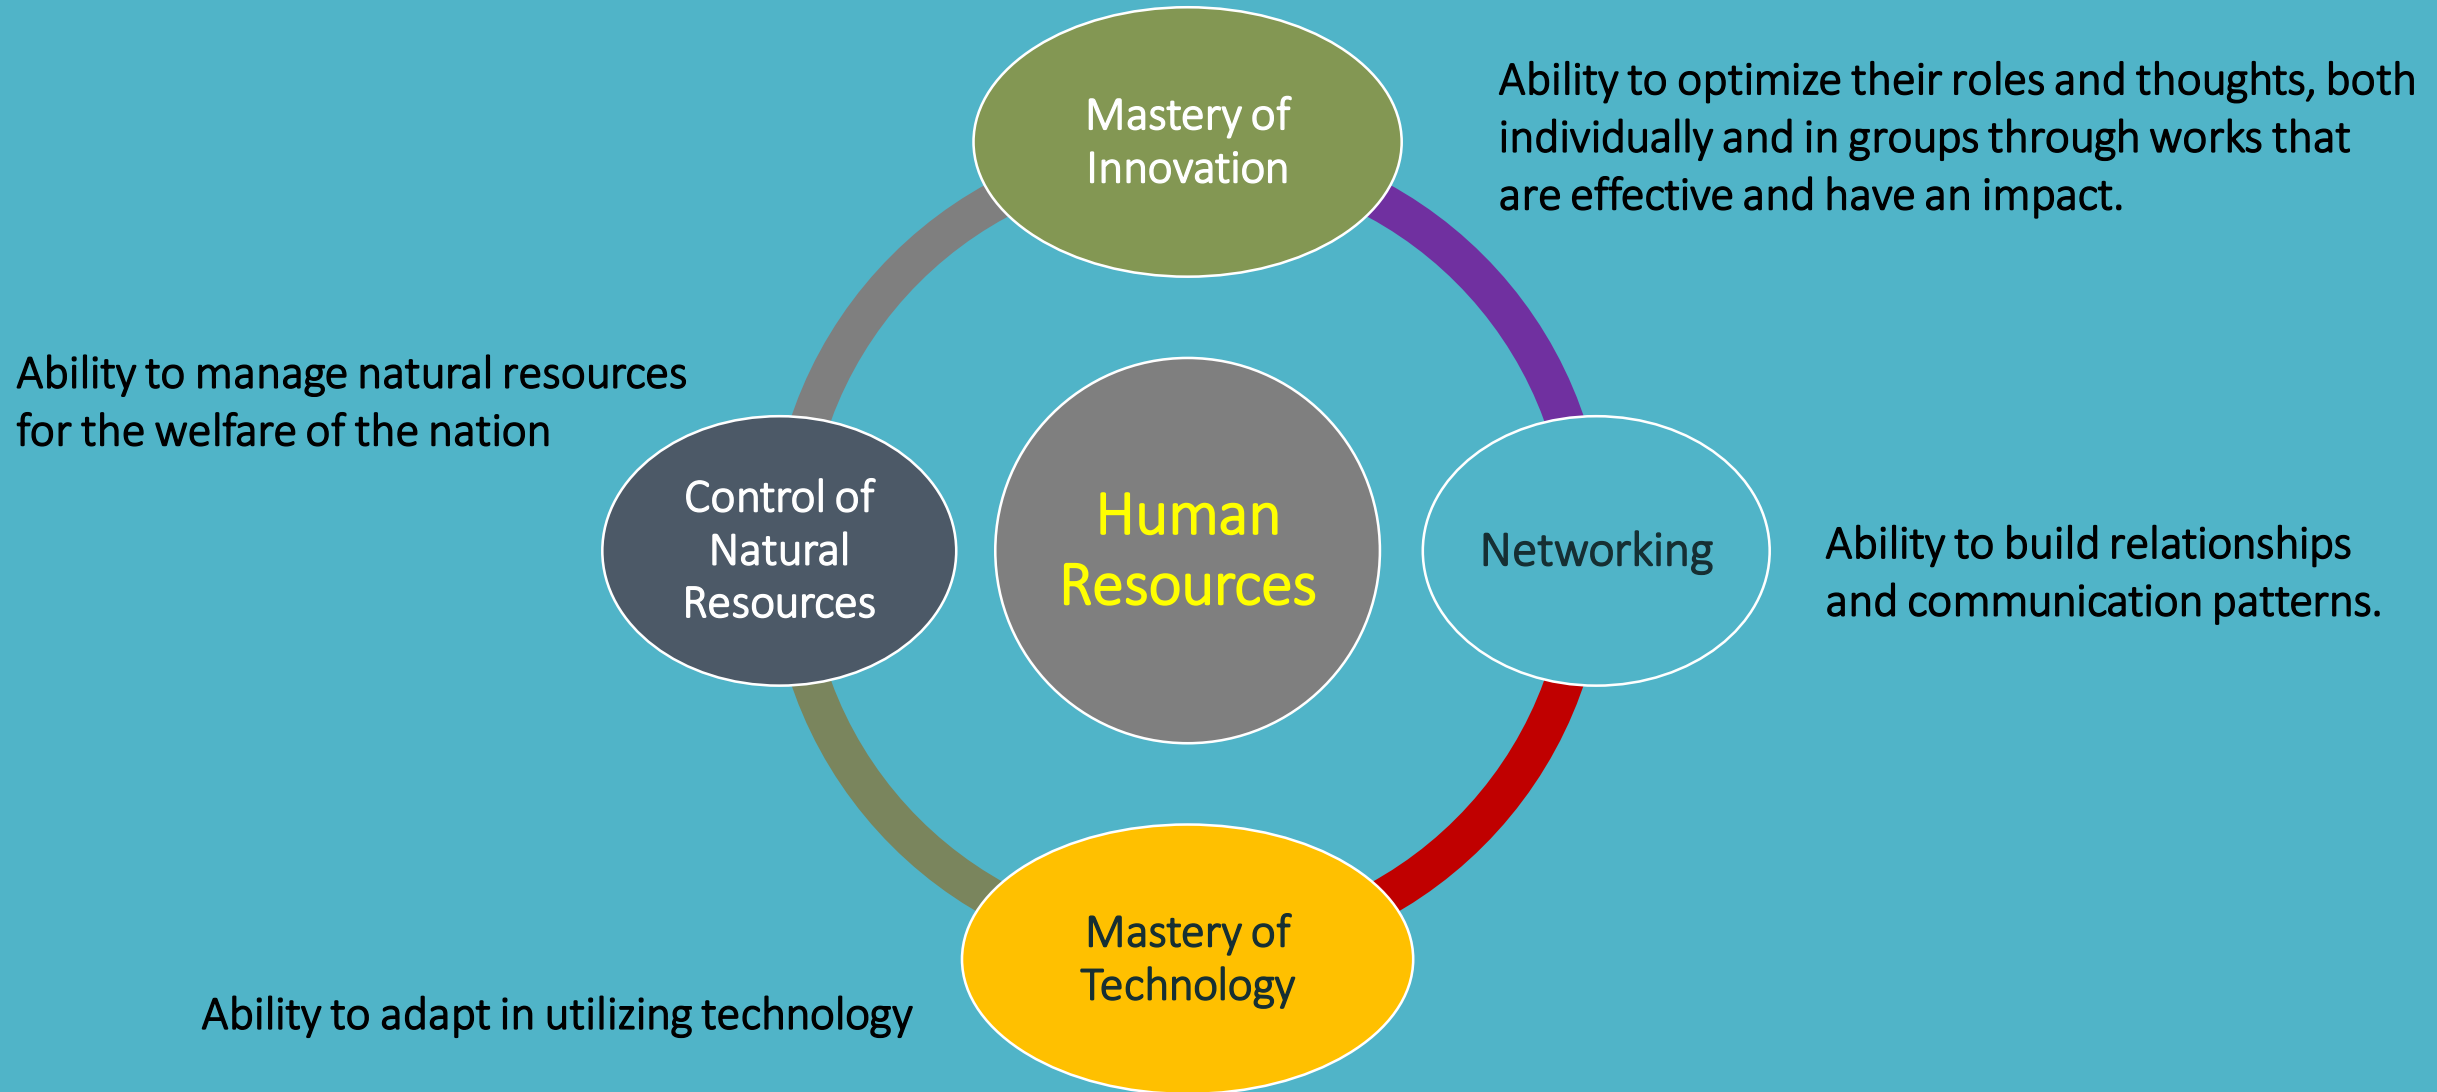 Mastery of
Innovation
Ability to optimize their roles and thoughts, both
individually and in groups through works that
are effective and have an impact.
Ability to manage natural resources
for the welfare of the nation
Control of
Natural
Resources
Human
Resources
Networking
Ability to build relationships
and communication patterns.
Mastery of
Technology
Ability to adapt in utilizing technology